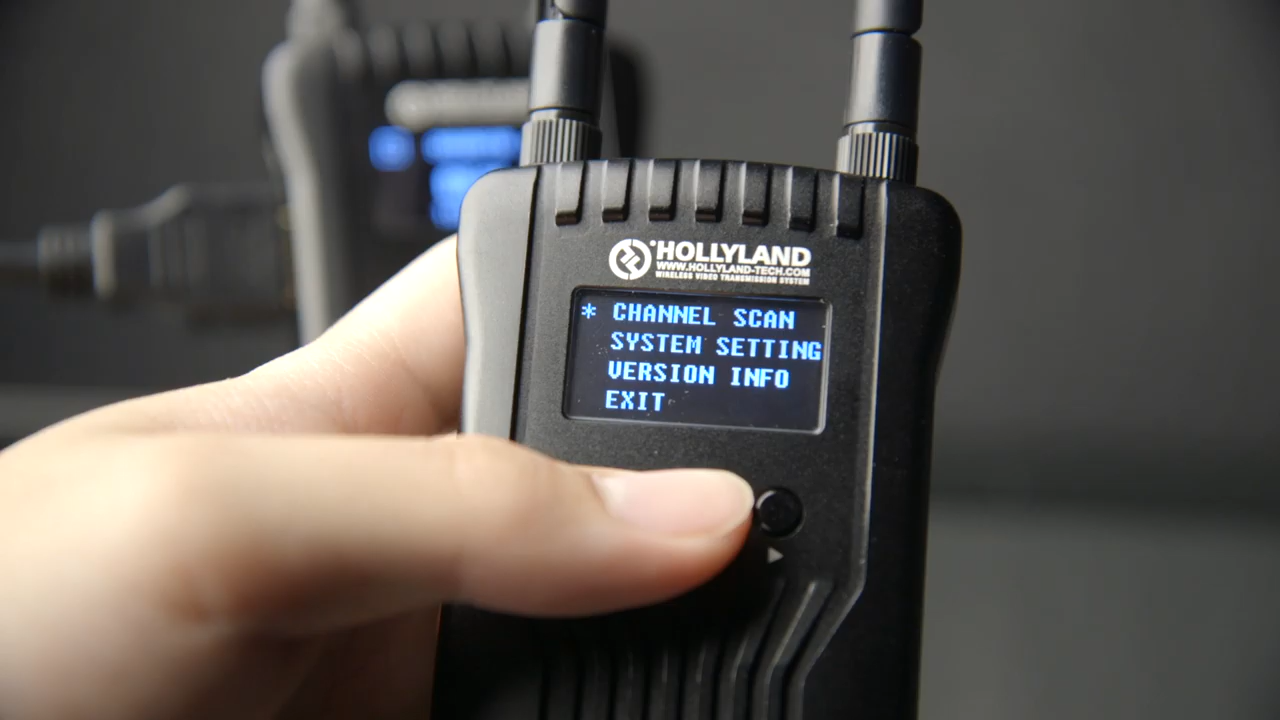 HOLLYLAND
WWW.HOLLYLAND-TECH.COM
WIRELESS VIDEO TRANSMISSION SYSTEM
* CHANNEL SCAN
SYSTEM SETTING
VERSION INFO
EXIT